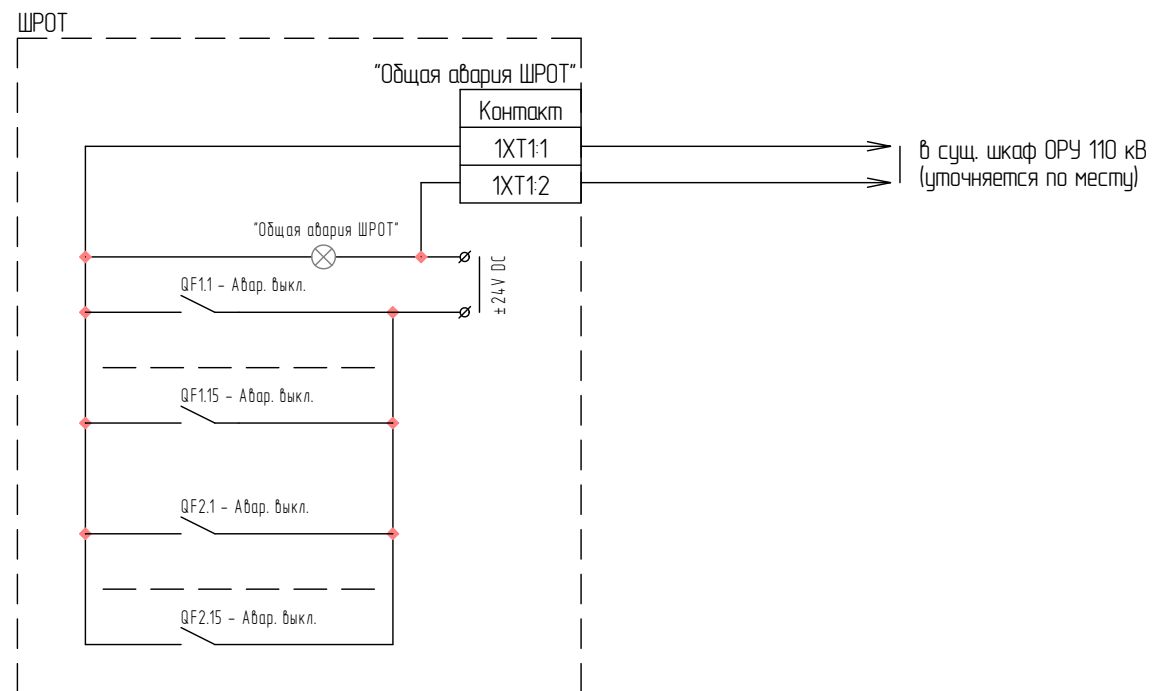 ШРОТ
"Общая авария ШРОТ"
Контакт
1XT1:1
1XT1:2
в сущ. шкаф ОРУ 110 кВ
(уточняется по месту)
"Общая авария ШРОТ"
±24V DC
QF1.1 - Авар. выкл.
QF1.15 - Авар. выкл.
QF2.1 - Авар. выкл.
QF2.15 - Авар. выкл.